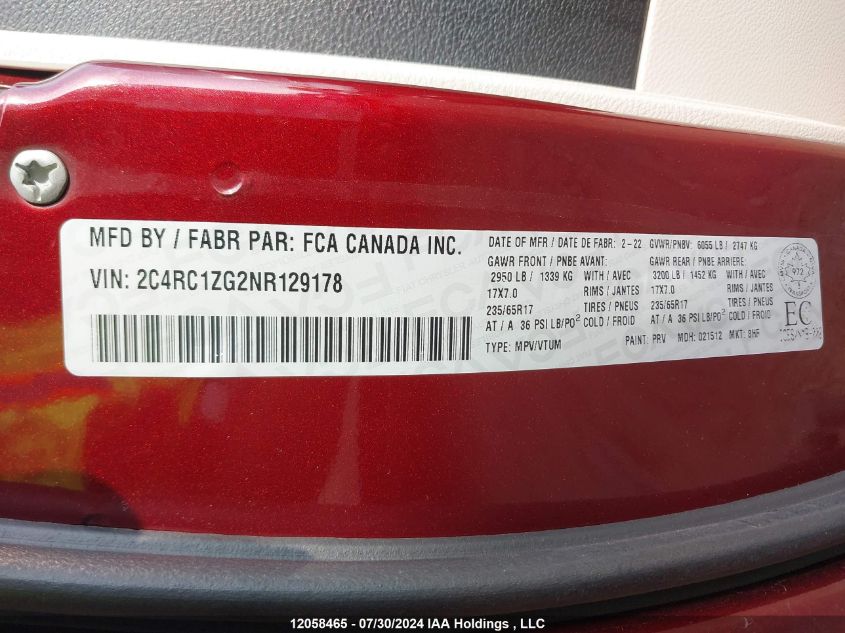 MFD BY / FABR PAR: FCA CANADA INC.
VIN: 2C4RC1ZG2NR129178
DATE OF MFR / DATE DE FABR: 2-22 GVWR/PNBV: 6055 LB / 2747 KG
GAWR FRONT / PNBE AVANT: GAWR REAR / PNBE ARRIERE:
2950 LB / 1339 KG WITH / AVEC 3200 LB / 1452 KG WITH / AVEC
17X7.0 RIMS / JANTES 17X7.0 RIMS / JANTES
235/65R17 TIRES / PNEUS 235/65R17 TIRES / PNEUS
AT / A 36 PSI LB/PO² COLD / FROID AT / A 36 PSI LB/PO² COLD / FROID
TYPE: MPV/VTUM PAINT: PRV MDH: 021512 MKT: BHF
CANADA
972
EC
12058465 - 07/30/2024 IAA Holdings , LLC